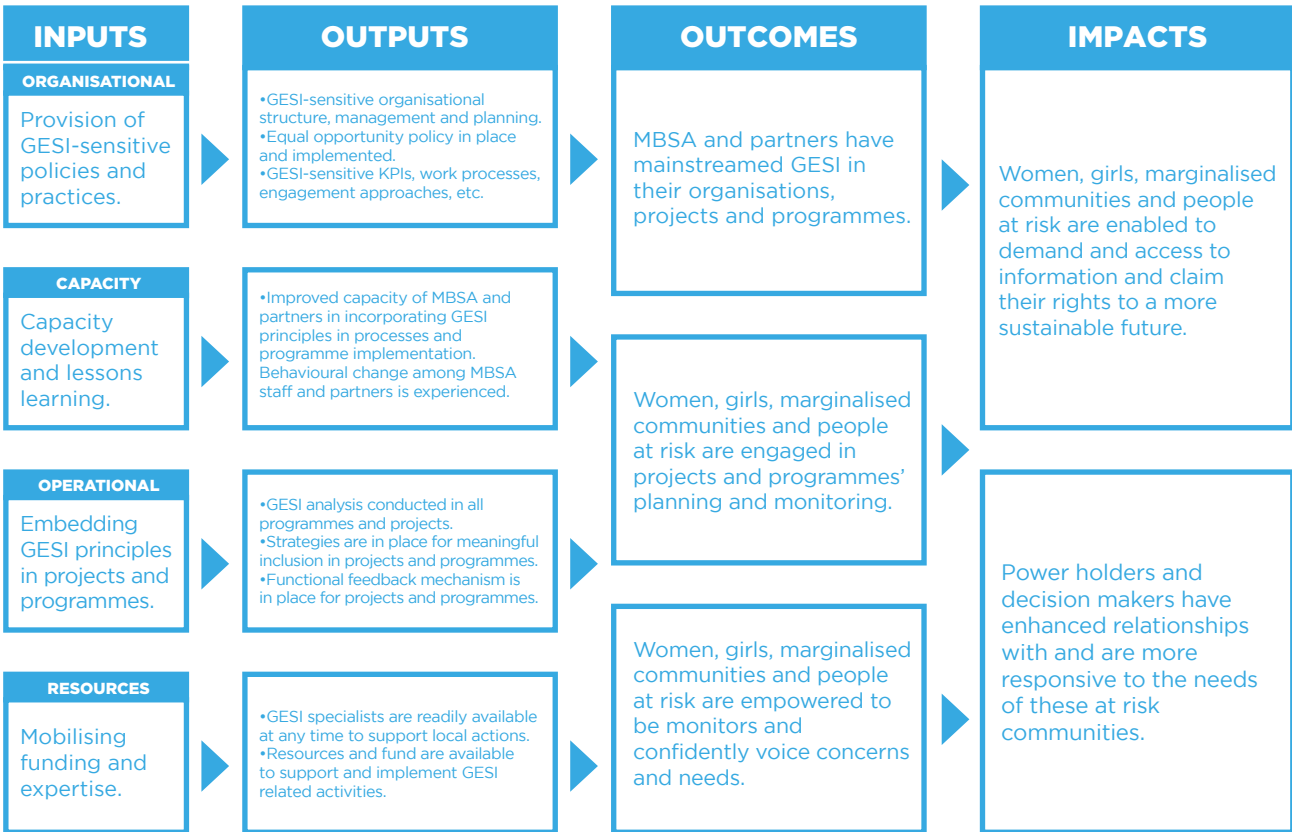 INPUTS
ORGANISATIONAL
Provision of
GESI-sensitive
policies and
practices.
CAPACITY
Capacity
development
and lessons
learning.
OPERATIONAL
Embedding
GESI principles
in projects and
programmes.
RESOURCES
Mobilising
funding and
expertise.
OUTPUTS
•GESI-sensitive organisational
structure, management and planning.
•Equal opportunity policy in place
and implemented.
•GESI-sensitive KPIs, work processes,
engagement approaches, etc.
•Improved capacity of MBSA and
partners in incorporating GESI
principles in processes and
programme implementation.
Behavioural change among MBSA
staff and partners is experienced.
•GESI analysis conducted in all
programmes and projects.
•Strategies are in place for meaningful
inclusion in projects and programmes.
•Functional feedback mechanism is
in place for projects and programmes.
•GESI specialists are readily available
at any time to support local actions.
•Resources and fund are available
to support and implement GESI
related activities.
OUTCOMES
MBSA and partners have
mainstreamed GESI in
their organisations,
projects and programmes.
Women, girls, marginalised
communities and people
at risk are engaged in
projects and programmes'
planning and monitoring.
Women, girls, marginalised
communities and people
at risk are empowered to
be monitors and
confidently voice concerns
and needs.
IMPACTS
Women, girls, marginalised
communities and people
at risk are enabled to
demand and access to
information and claim
their rights to a more
sustainable future.
Power holders and
decision makers have
enhanced relationships
with and are more
responsive to the needs
of these at risk
communities.